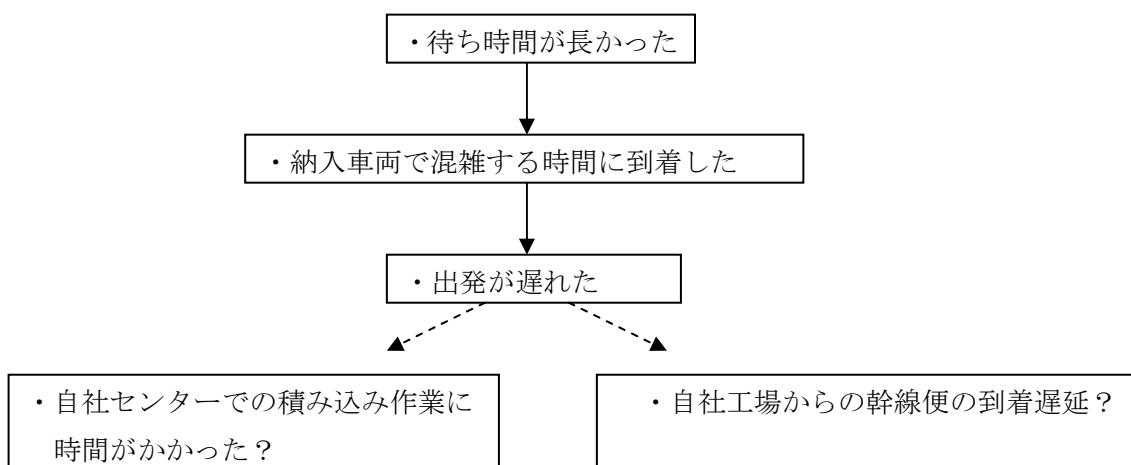 ・待ち時間が長かった
・納入車両で混雑する時間に到着した
・出発が遅れた
・自社センターでの積み込み作業に
時間がかかった？
・自社工場からの幹線便の到着遅延？